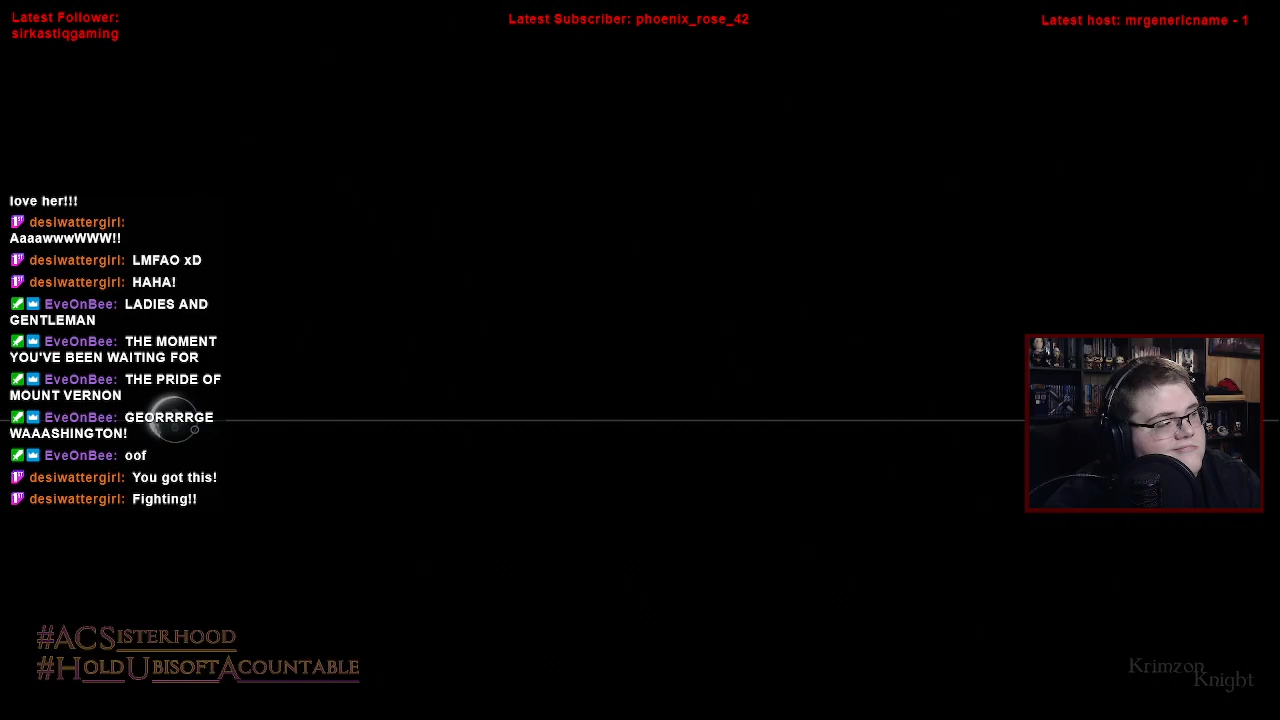 Latest Follower:
sirkastiqgaming
Latest Subscriber: phoenix_rose_42
Latest host: mrgenericname - 1
love her!!!
desiwattergirl:
AaaawwwWWW!!
desiwattergirl: LMFAO xD
desiwattergirl: HAHA!
EveOnBee: LADIES AND
GENTLEMAN
EveOnBee: THE MOMENT
YOU'VE BEEN WAITING FOR
EveOnBee: THE PRIDE OF
MOUNT VERNON
EveOnBee: GEORRRRGE
WAAASHINGTON!
EveOnBee: oof
desiwattergirl: You got this!
desiwattergirl: Fighting!!
#ACSisterhood
#HoldUbisoftAcountable
Krimzon
Knight